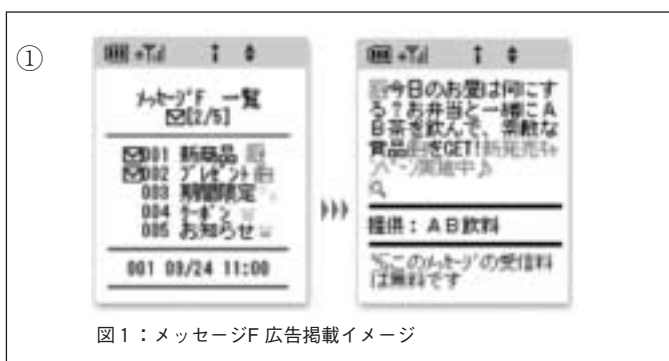 ①
メッセージF 一覧
[2/5]
001 新商品
002 プレゼント
003 期間限定
004 クーポン
005 お知らせ
001 09/24 11:00
今日のお昼は何にす
る?お弁当と一緒にA
B茶を飲んで、素敵な
賞品をGET!新発売キャ
ンペーン開催中♪
提供:AB飲料
このメッセージの受信料
は無料です
図1:メッセージF 広告掲載イメージ